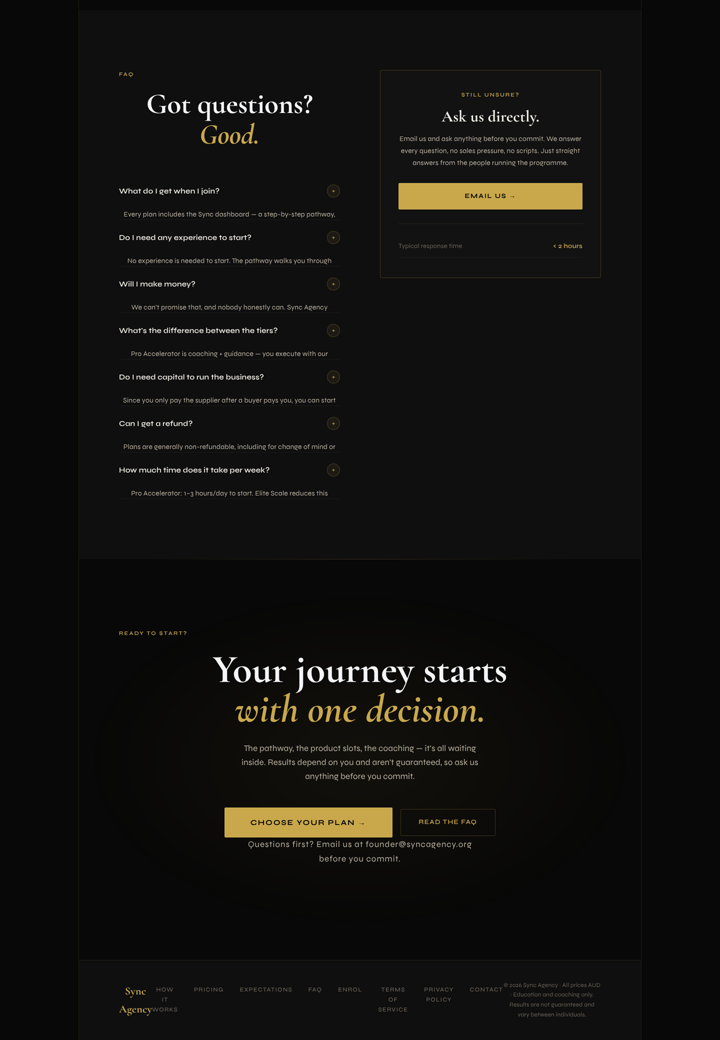 FAQ
Got questions?
Good.
What do I get when I join?
+
Every plan includes the Sync dashboard — a step-by-step pathway,
Do I need any experience to start?
+
No experience is needed to start. The pathway walks you through
Will I make money?
+
We can't promise that, and nobody honestly can. Sync Agency
What's the difference between the tiers?
+
Pro Accelerator is coaching + guidance — you execute with our
Do I need capital to run the business?
+
Since you only pay the supplier after a buyer pays you, you can start
Can I get a refund?
+
Plans are generally non-refundable, including for change of mind or
How much time does it take per week?
+
Pro Accelerator: 1–3 hours/day to start. Elite Scale reduces this
STILL UNSURE?
Ask us directly.
Email us and ask anything before you commit. We answer
every question, no sales pressure, no scripts. Just straight
answers from the people running the programme.
EMAIL US →
Typical response time
< 2 hours
READY TO START?
Your journey starts
with one decision.
The pathway, the product slots, the coaching — it's all waiting
inside. Results depend on you and aren't guaranteed, so ask us
anything before you commit.
CHOOSE YOUR PLAN →
READ THE FAQ
Questions first? Email us at founder@syncagency.org
before you commit.
Sync
Agency
HOW
IT
WORKS
PRICING
EXPECTATIONS
FAQ
ENROL
TERMS
OF
SERVICE
PRIVACY
POLICY
CONTACT
© 2026 Sync Agency · All prices AUD.
Education and coaching only.
Results are not guaranteed and
vary between individuals.